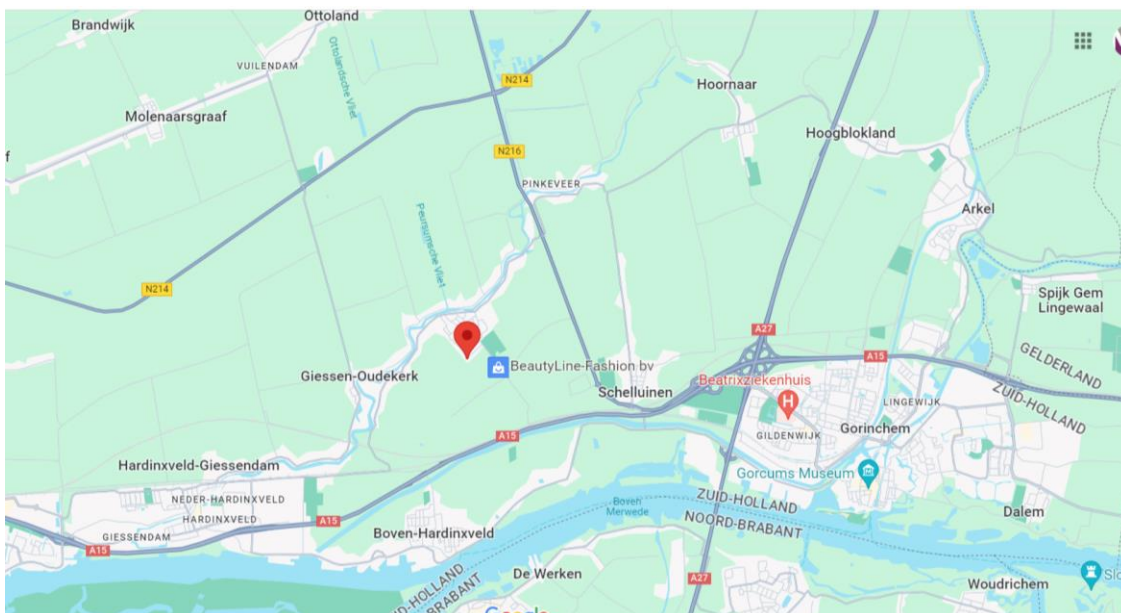 Ottoland
Brandwijk
VUILENDAM
Ottolandsche Vliet
N214
Hoornaar
Molenaarsgraaf
Hoogblokland
f
N216
PINKEVEER
Arkel
Peursumsche Vliet
N214
Spijk Gem
Lingewaal
A27
GELDERLAND
ZUID-HOLLAND
A15
BeautyLine-Fashion bv
Giessen-Oudekerk
Beatrixziekenhuis
H
Schelluinen
LINGEWIJK
GILDENWIJK
Gorinchem
A15
Hardinxveld-Giessendam
Gorcums Museum
NEDER-HARDINXVELD
Boven
Merwede
ZUID-HOLLAND
NOORD-BRABANT
Dalem
HARDINXVELD
A15
GIESSENDAM
Boven-Hardinxveld
A15
De Werken
A27
ZUID-HOLLAND
BRABANT
Woudrichem
Slo
Google